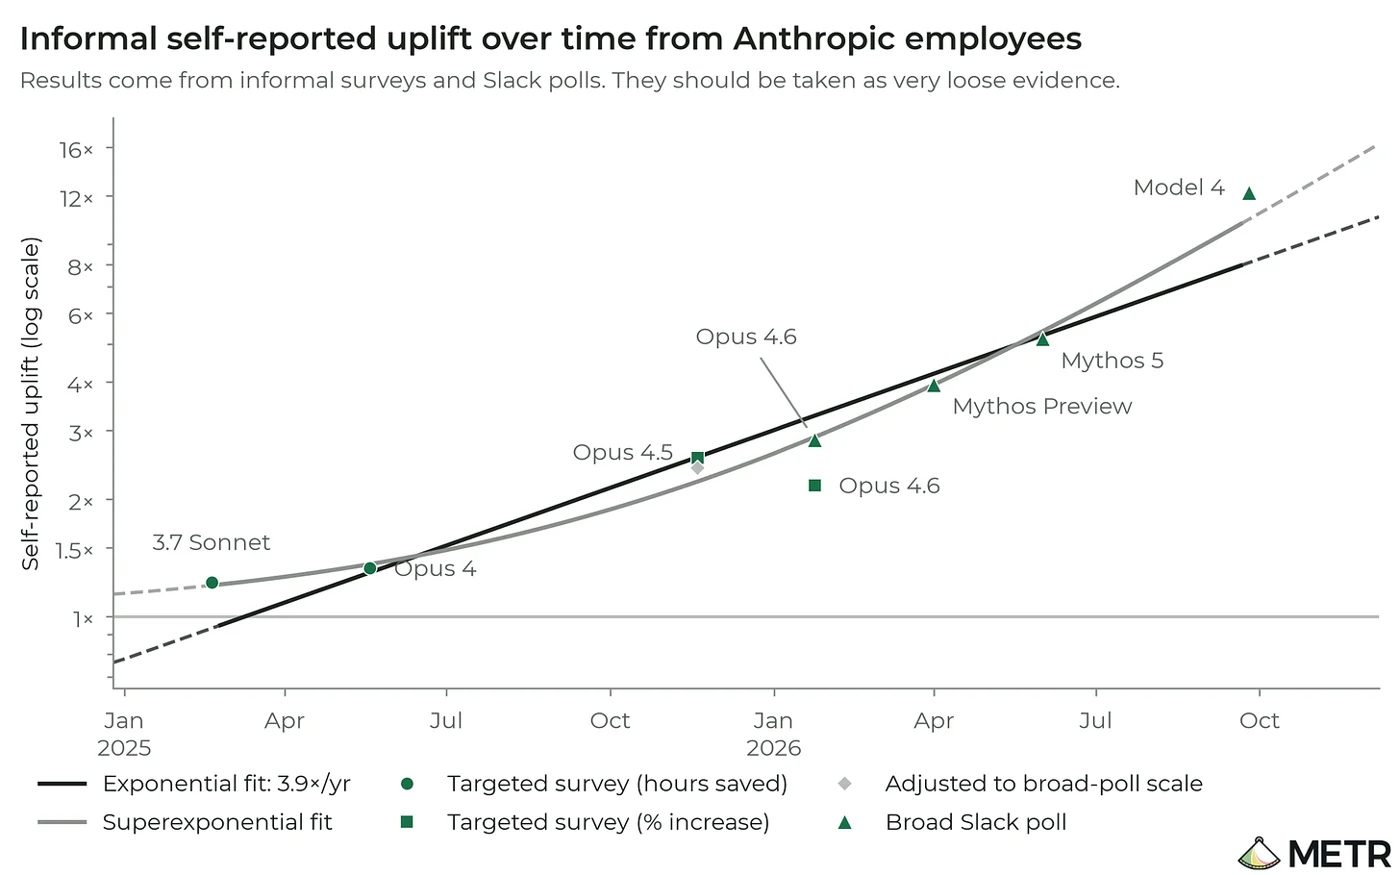 Informal self-reported uplift over time from Anthropic employees
Results come from informal surveys and Slack polls. They should be taken as very loose evidence.
Self-reported uplift (log scale)
16×
12×
8×
6×
4×
3×
2×
1.5×
1×
Model 4
Opus 4.6
Mythos 5
Mythos Preview
Opus 4.5
Opus 4.6
3.7 Sonnet
Opus 4
Jan
2025
Apr
Jul
Oct
Jan
2026
Apr
Jul
Oct
Exponential fit: 3.9×/yr
Targeted survey (hours saved)
Adjusted to broad-poll scale
Superexponential fit
Targeted survey (% increase)
Broad Slack poll
METR